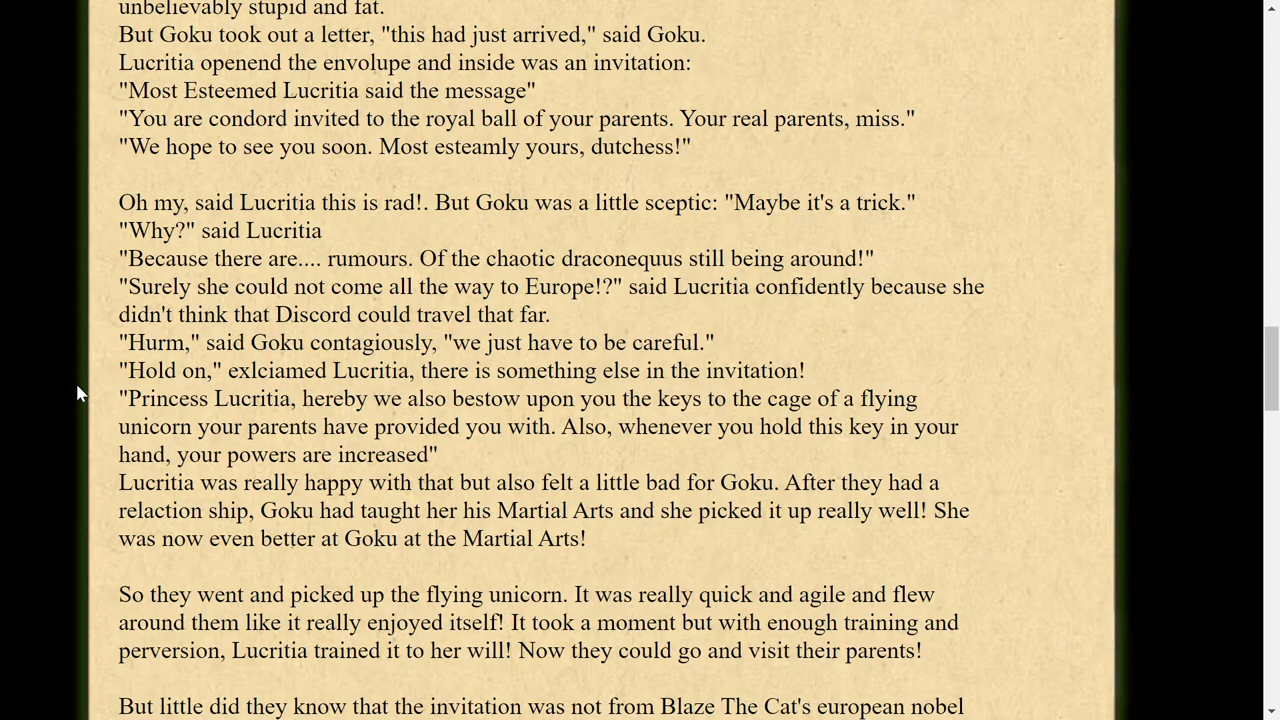 unbelievably stupid and fat.
But Goku took out a letter, "this had just arrived," said Goku.
Lucritia openend the envolupe and inside was an invitation:
"Most Esteemed Lucritia said the message"
"You are condord invited to the royal ball of your parents. Your real parents, miss."
"We hope to see you soon. Most esteamly yours, dutchess!"
Oh my, said Lucritia this is rad!. But Goku was a little sceptic: "Maybe it's a trick."
"Why?" said Lucritia
"Because there are.... rumours. Of the chaotic draconequus still being around!"
"Surely she could not come all the way to Europe!?" said Lucritia confidently because she
didn't think that Discord could travel that far.
"Hurm," said Goku contagiously, "we just have to be careful."
"Hold on," exlciamed Lucritia, there is something else in the invitation!
"Princess Lucritia, hereby we also bestow upon you the keys to the cage of a flying
unicorn your parents have provided you with. Also, whenever you hold this key in your
hand, your powers are increased"
Lucritia was really happy with that but also felt a little bad for Goku. After they had a
relaction ship, Goku had taught her his Martial Arts and she picked it up really well! She
was now even better at Goku at the Martial Arts!
So they went and picked up the flying unicorn. It was really quick and agile and flew
around them like it really enjoyed itself! It took a moment but with enough training and
perversion, Lucritia trained it to her will! Now they could go and visit their parents!
But little did they know that the invitation was not from Blaze The Cat's european nobel